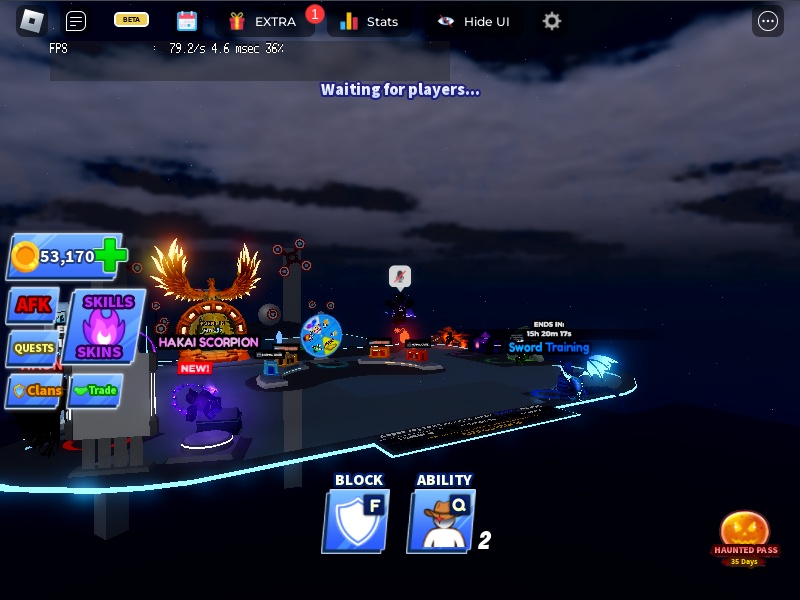 BETA
EXTRA
1
Stats
Hide UI
FPS : 79.2/s 4.6 msec 36%
Waiting for players...
53,170
AFK
SKILLS
SKINS
QUESTS
Clans
Trade
HAKAI SCORPION
NEW!
ENDS IN:
15h 20m 17s
Sword Training
BLOCK
F
ABILITY
Q
2
HAUNTED PASS
35 Days